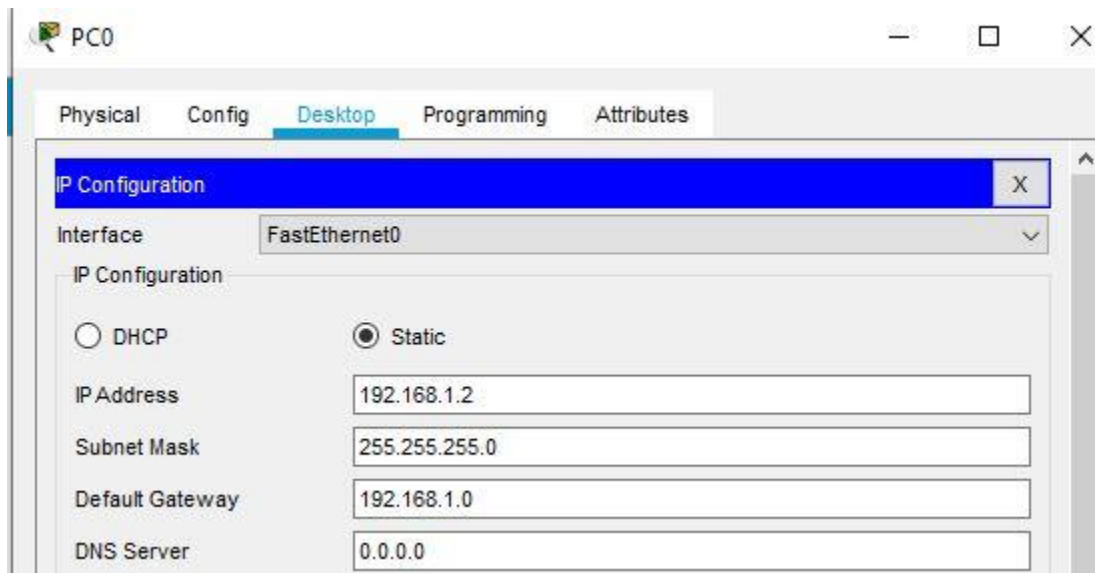 PC0
Physical Config Desktop Programming Attributes
IP Configuration X
Interface FastEthernet0
IP Configuration
DHCP Static
IP Address 192.168.1.2
Subnet Mask 255.255.255.0
Default Gateway 192.168.1.0
DNS Server 0.0.0.0